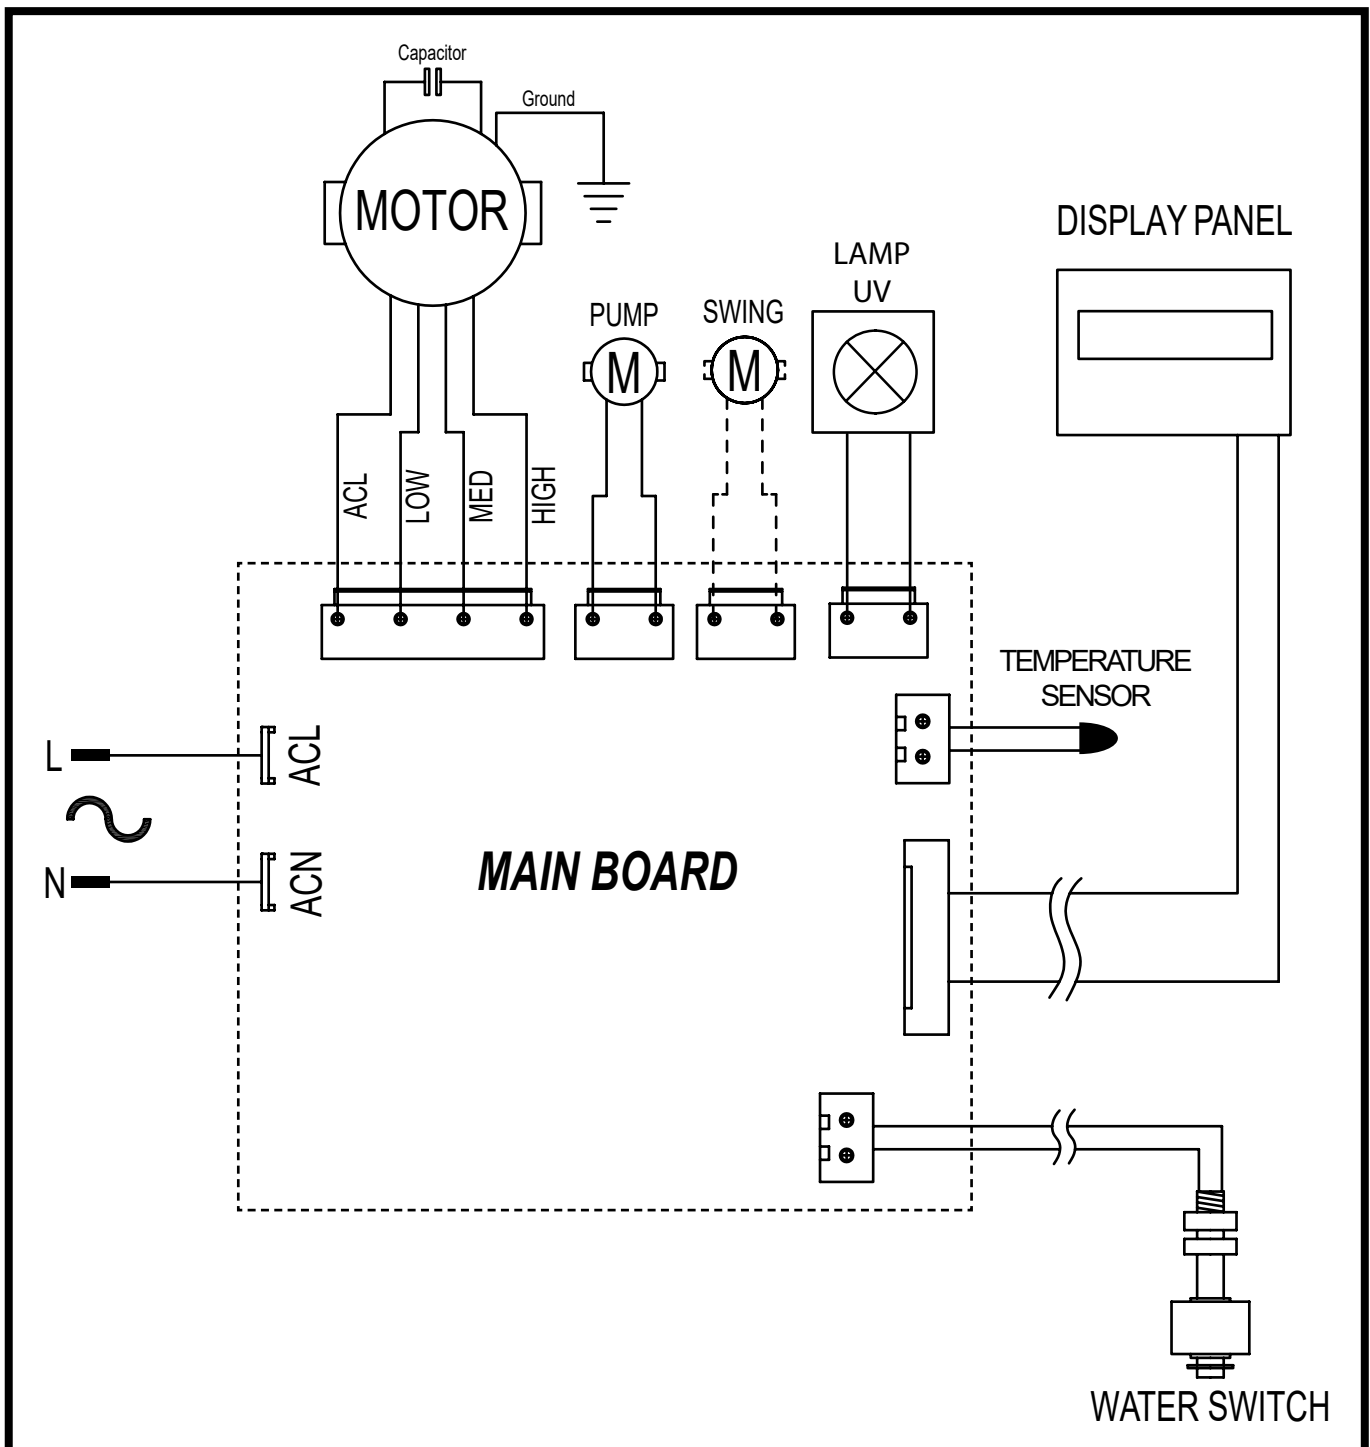 Capacitor
Ground
MOTOR
DISPLAY PANEL
LAMP
UV
PUMP
SWING
M
M
ACL
LOW
MED
HIGH
TEMPERATURE
SENSOR
L
ACL
N
ACN
MAIN BOARD
WATER SWITCH